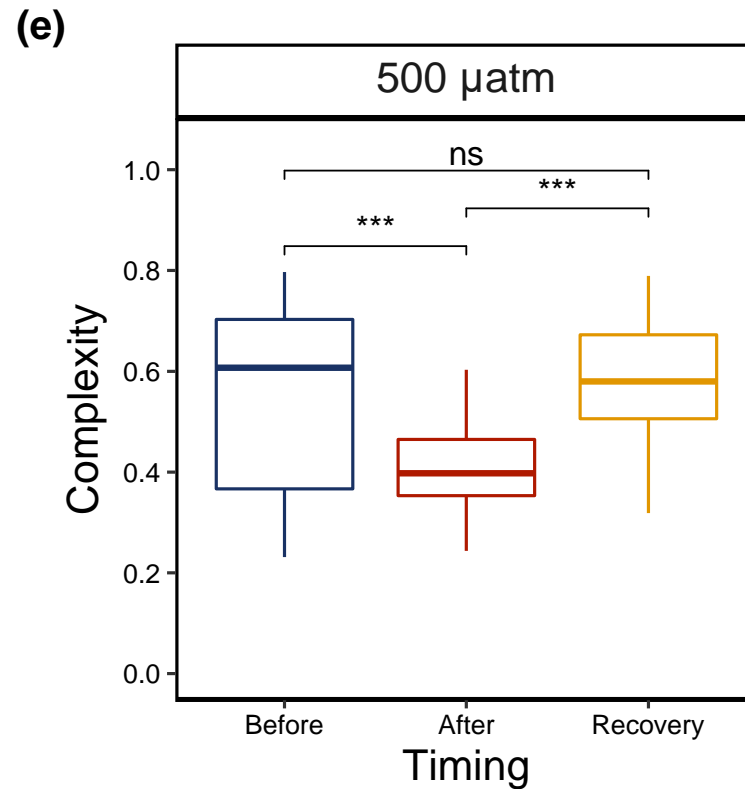 (e)
500 µatm
ns
***
***
Complexity
1.0
0.8
0.6
0.4
0.2
0.0
Before After Recovery
Timing